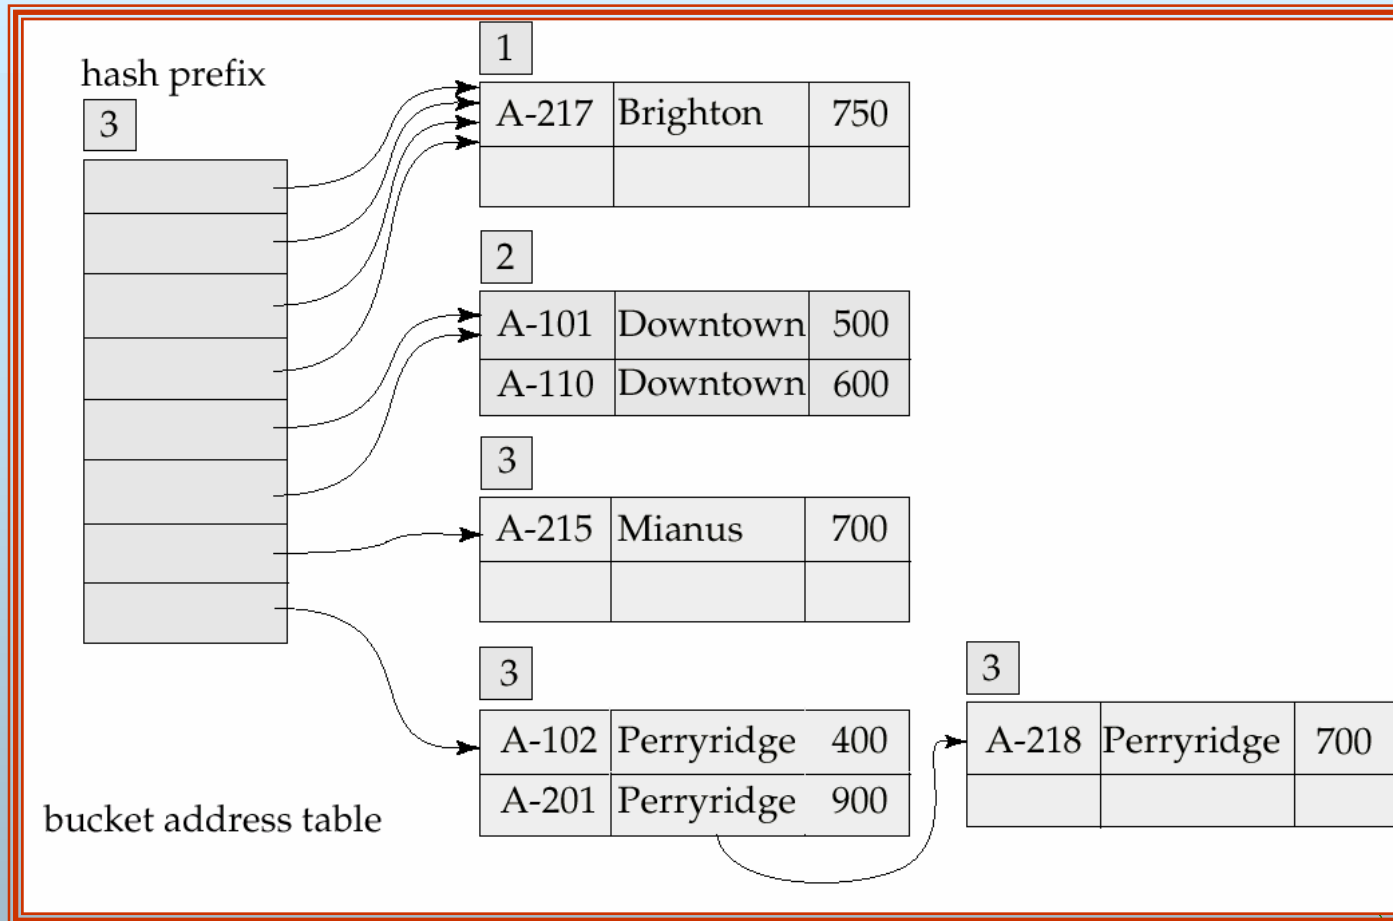 hash prefix
3
1
A-217 Brighton 750
2
A-101 Downtown 500
A-110 Downtown 600
3
A-215 Mianus 700
3
A-102 Perryridge 400
A-201 Perryridge 900
3
A-218 Perryridge 700
bucket address table